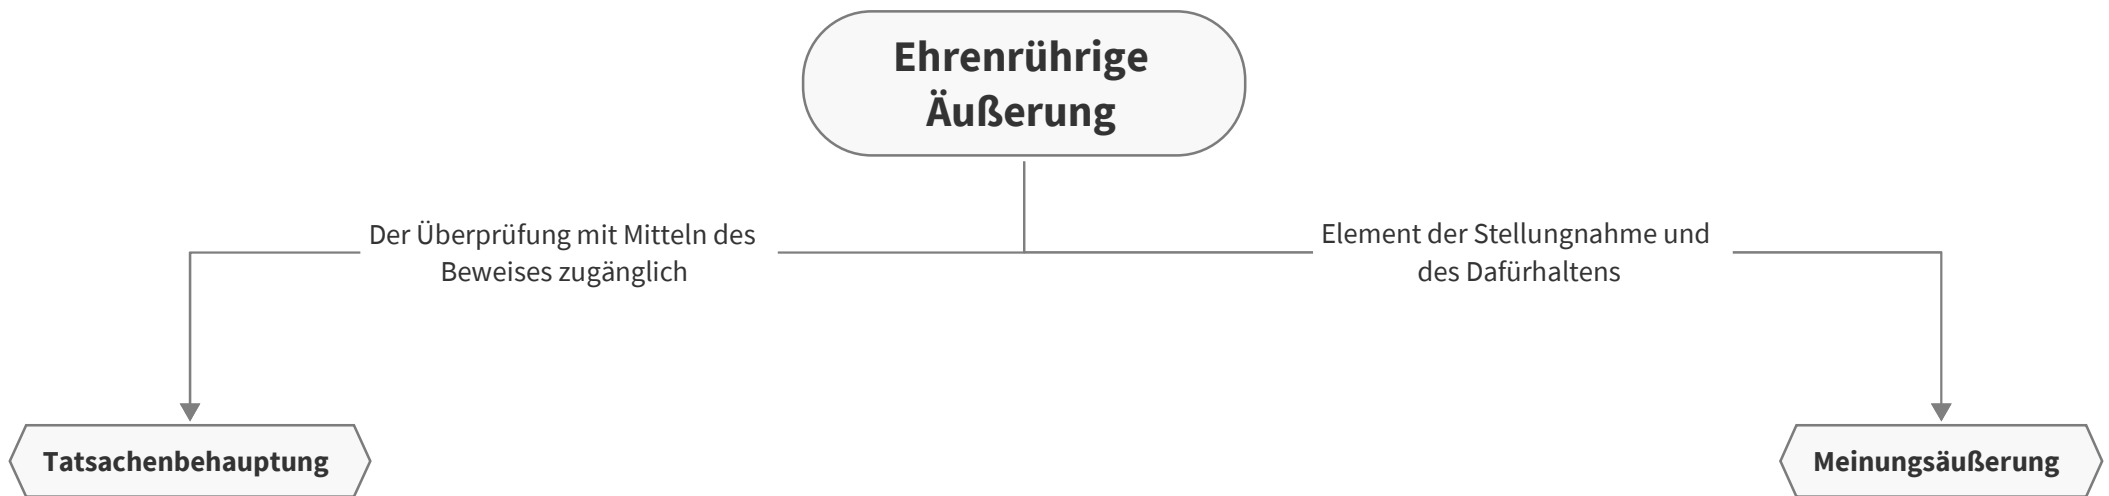 Ehrenrührige
Äußerung
Der Überprüfung mit Mitteln des
Beweises zugänglich
Element der Stellungnahme und
des Dafürhaltens
Tatsachenbehauptung
Meinungsäußerung